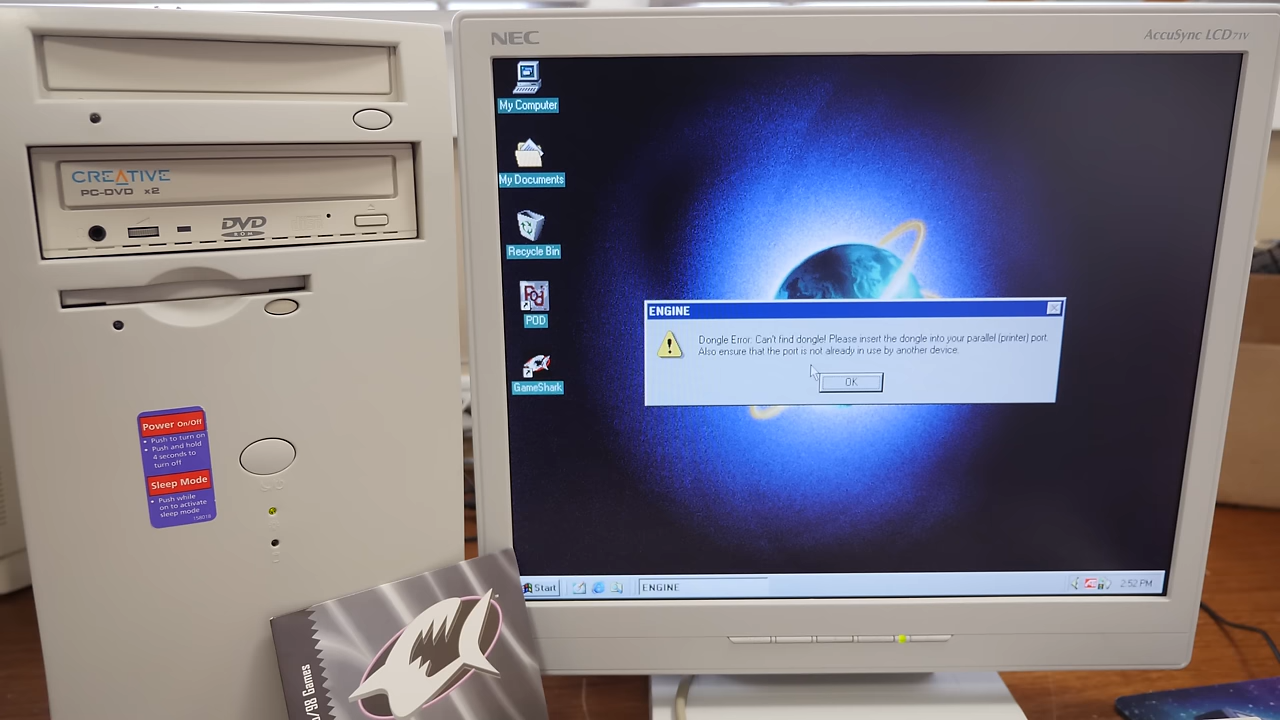 CREATIVE
PC-DVD x2
DVD
ROM
Power On/Off
• Push to turn on
• Push and hold
4 seconds to
turn off
Sleep Mode
• Push while
on to activate
sleep mode
/98 Games
NEC
AccuSync LCD71V
My Computer
My Documents
Recycle Bin
POD
GameShark
ENGINE
Dongle Error: Can't find dongle! Please insert the dongle into your parallel (printer) port.
Also ensure that the port is not already in use by another device.
OK
Start
ENGINE
2:52 PM